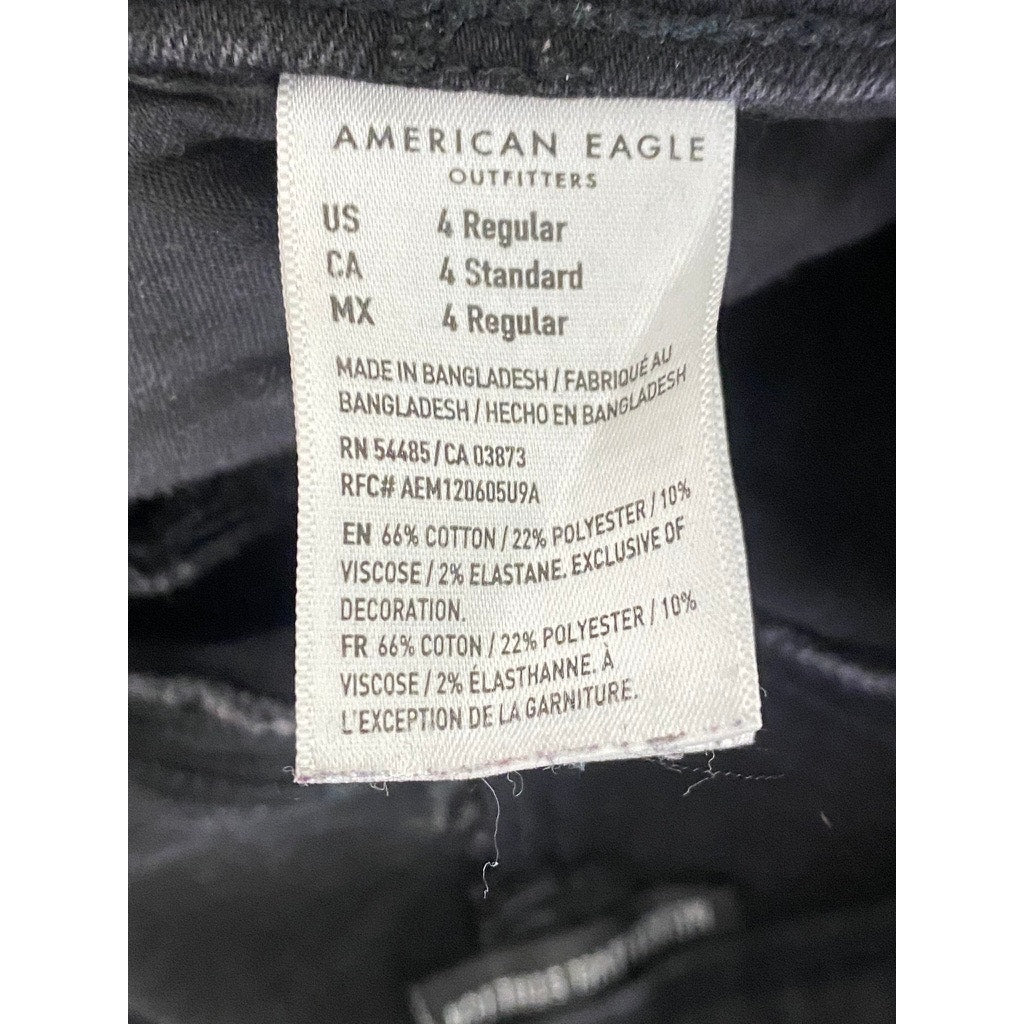 AMERICAN EAGLE
OUTFITTERS
US 4 Regular
CA 4 Standard
MX 4 Regular
MADE IN BANGLADESH / FABRIQUÉ AU
BANGLADESH / HECHO EN BANGLADESH
RN 54485 / CA 03873
RFC# AEM120605U9A
EN 66% COTTON / 22% POLYESTER / 10%
VISCOSE / 2% ELASTANE. EXCLUSIVE OF
DECORATION.
FR 66% COTON / 22% POLYESTER / 10%
VISCOSE / 2% ÉLASTHANNE. À
L'EXCEPTION DE LA GARNITURE.